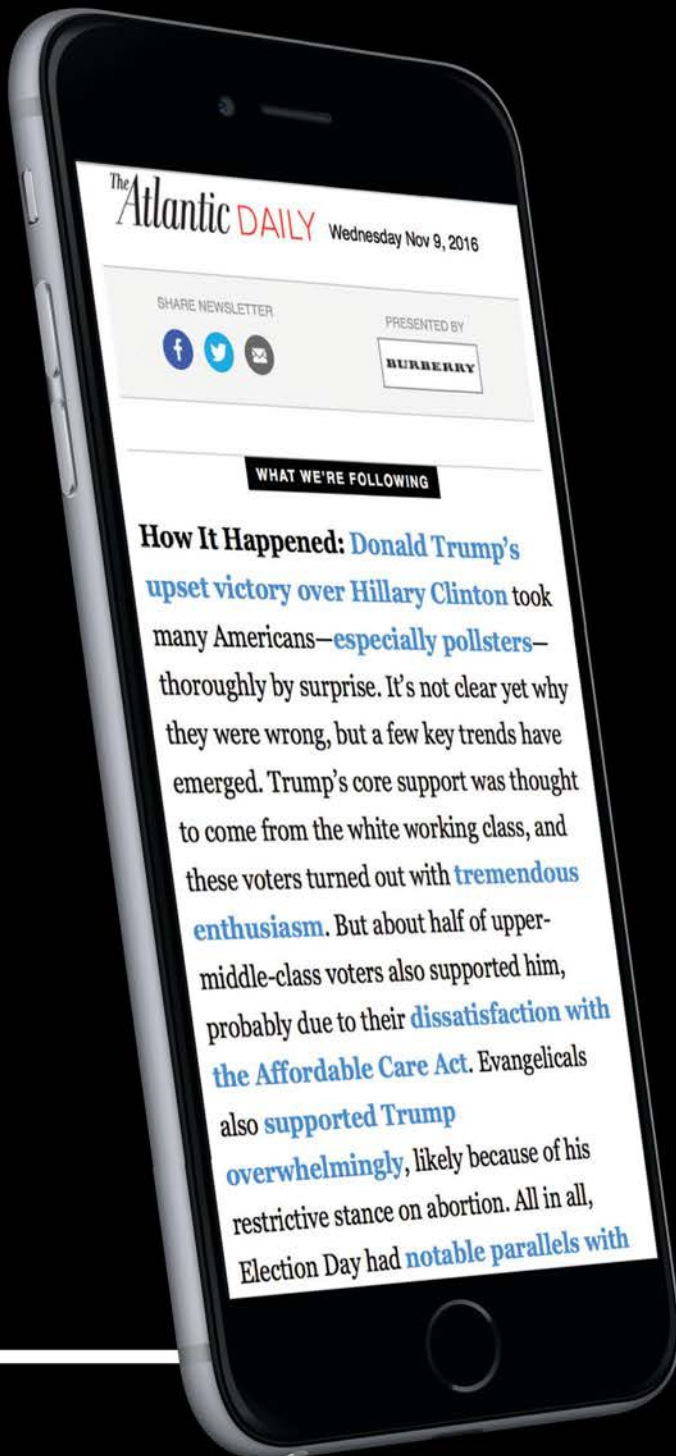 The Atlantic DAILY Wednesday Nov 9, 2016
SHARE NEWSLETTER
PRESENTED BY
BURBERRY
WHAT WE'RE FOLLOWING
How It Happened: Donald Trump's
upset victory over Hillary Clinton took
many Americans—especially pollsters—
thoroughly by surprise. It's not clear yet why
they were wrong, but a few key trends have
emerged. Trump's core support was thought
to come from the white working class, and
these voters turned out with tremendous
enthusiasm. But about half of upper-
middle-class voters also supported him,
probably due to their dissatisfaction with
the Affordable Care Act. Evangelicals
also supported Trump
overwhelmingly, likely because of his
restrictive stance on abortion. All in all,
Election Day had notable parallels with